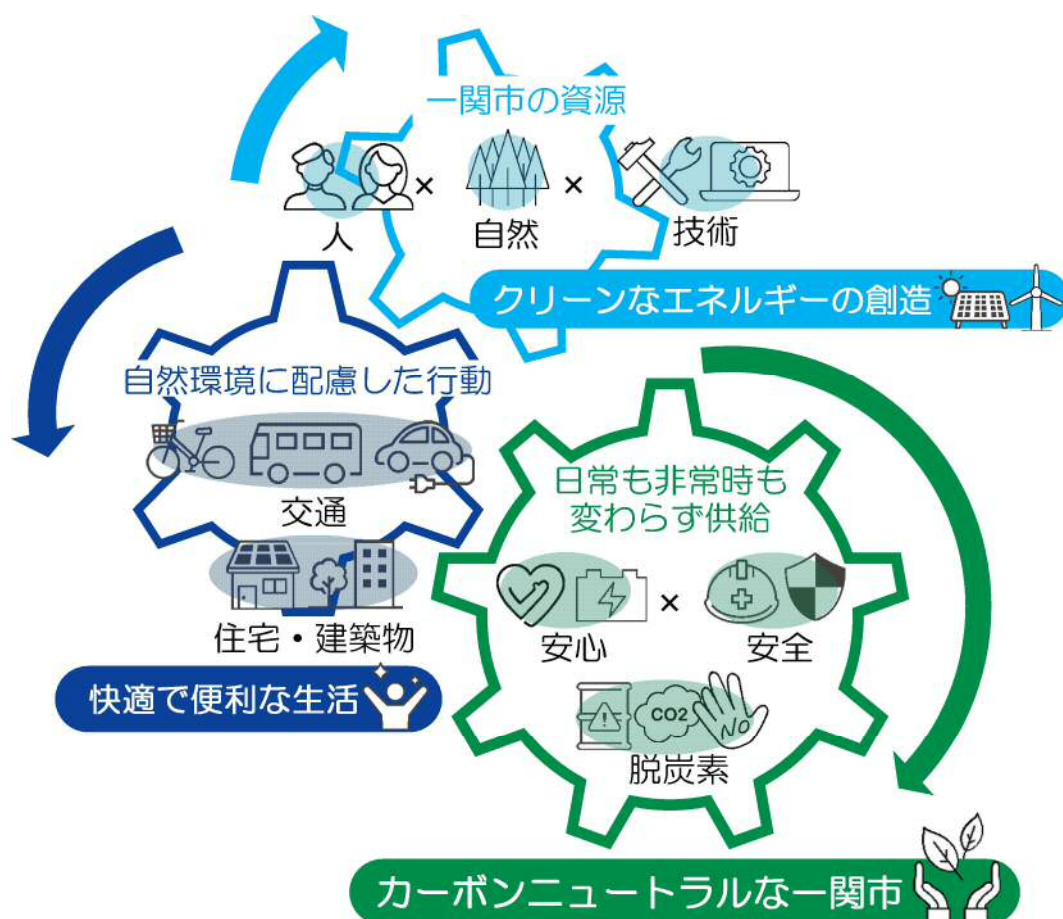 一関市の資源
人 × 自然 × 技術
クリーンなエネルギーの創造
自然環境に配慮した行動
交通
住宅・建築物
快適で便利な生活
日常も非常時も
変わらず供給
安心 × 安全
CO2
No
脱炭素
カーボンニュートラルな一関市